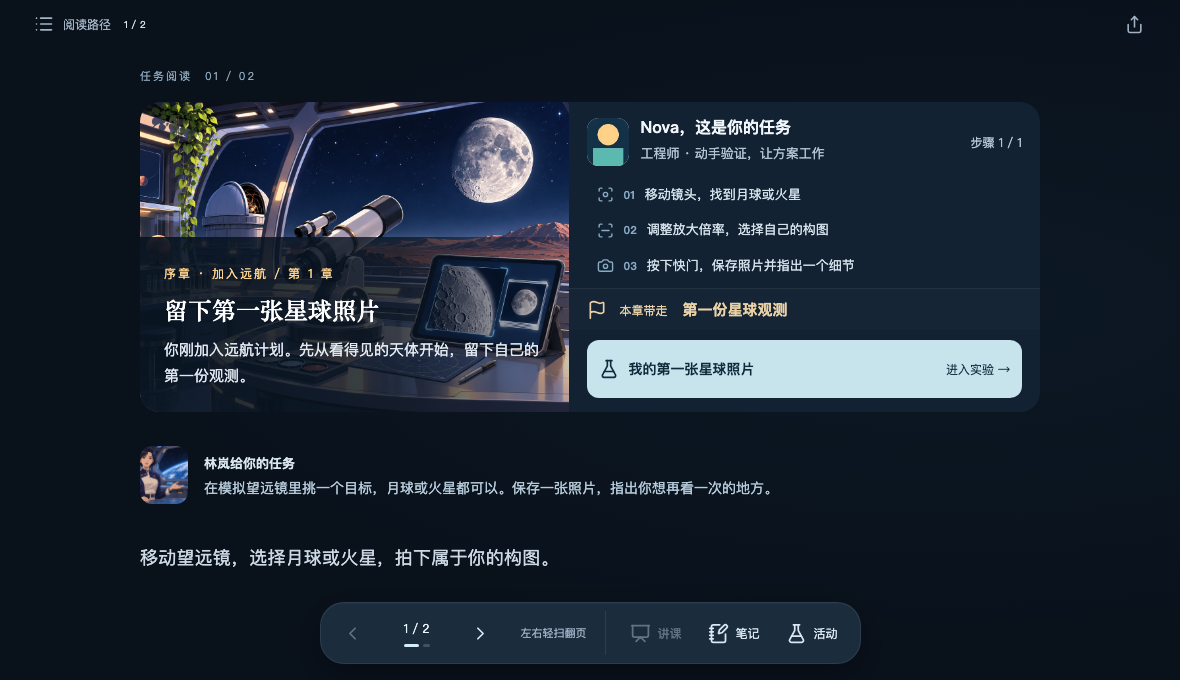 阅读路径 1 / 2
任务阅读 01 / 02
序章 · 加入远航 / 第 1 章
留下第一张星球照片
你刚加入远航计划。先从看得见的天体开始，留下自己的
第一份观测。
Nova，这是你的任务
工程师 · 动手验证，让方案工作
步骤 1 / 1
01 移动镜头，找到月球或火星
02 调整放大倍率，选择自己的构图
03 按下快门，保存照片并指出一个细节
本章带走 第一份星球观测
我的第一张星球照片
进入实验 →
林岚给你的任务
在模拟望远镜里挑一个目标，月球或火星都可以。保存一张照片，指出你想再看一次的地方。
移动望远镜，选择月球或火星，拍下属于你的构图。
1 / 2
左右轻扫翻页
讲课
笔记
活动